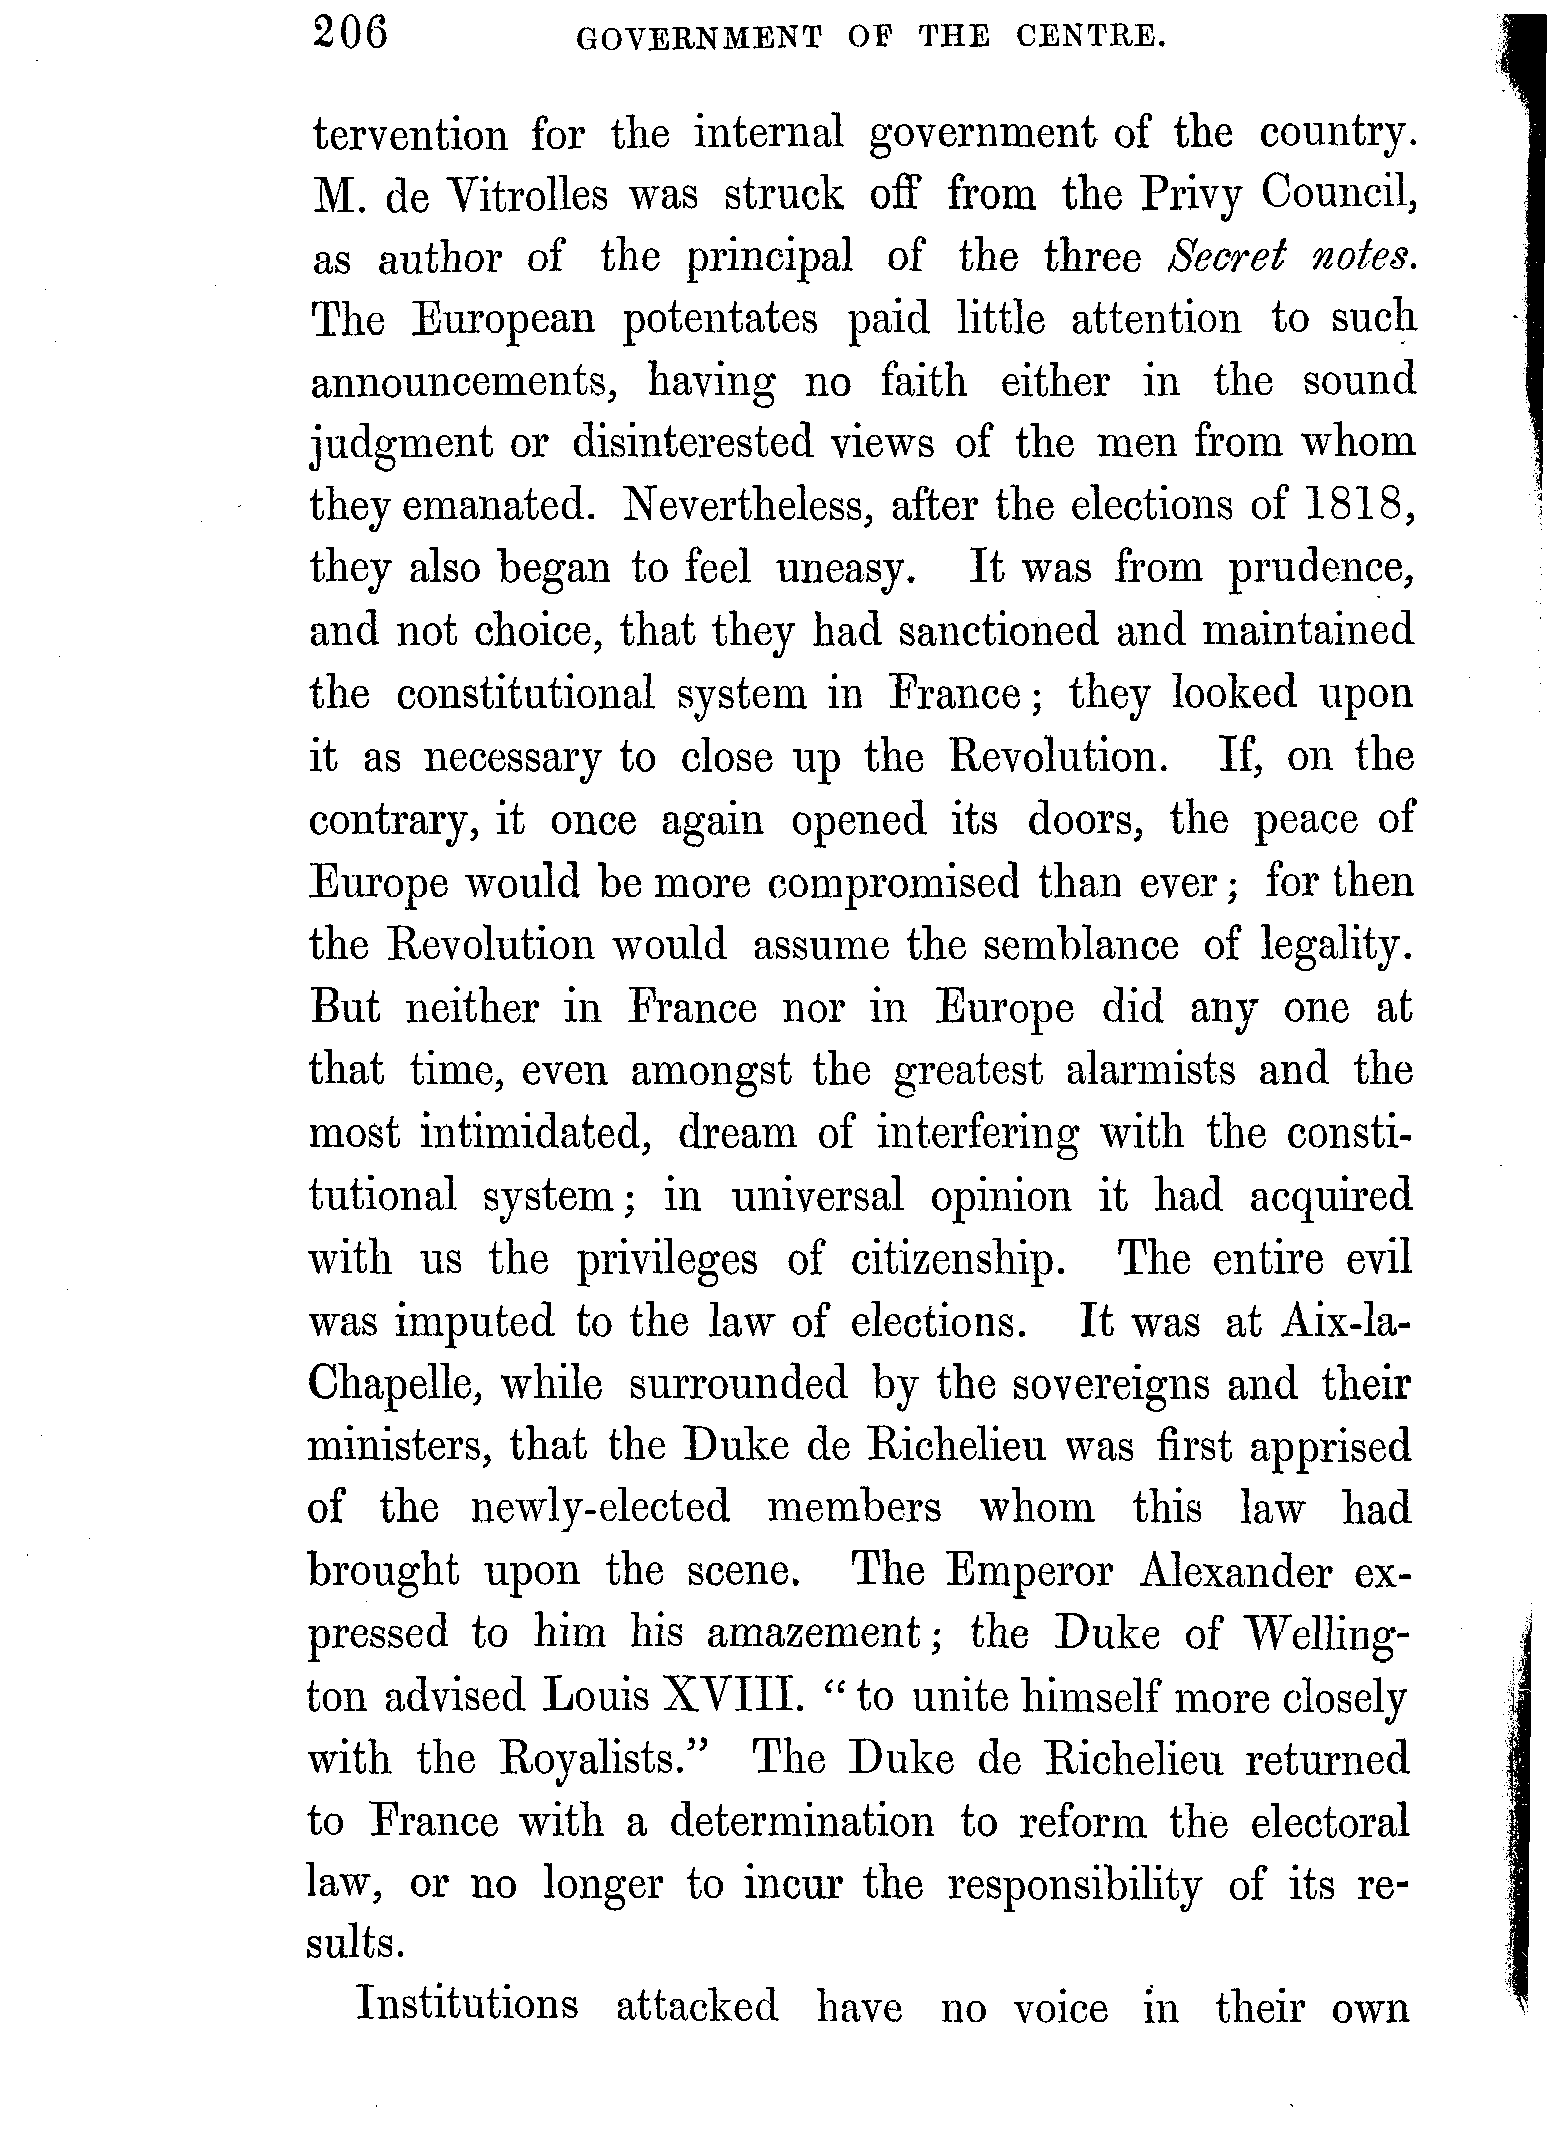 206 GOVERNMENT OF THE CENTRE.
tervention for the internal government of the country.
M. de Vitrolles was struck off from the Privy Council,
as author of the principal of the three Secret notes.
The European potentates paid little attention to such
announcements, having no faith either in the sound
judgment or disinterested views of the men from whom
they emanated. Nevertheless, after the elections of 1818,
they also began to feel uneasy. It was from prudence,
and not choice, that they had sanctioned and maintained
the constitutional system in France; they looked upon
it as necessary to close up the Revolution. If, on the
contrary, it once again opened its doors, the peace of
Europe would be more compromised than ever; for then
the Revolution would assume the semblance of legality.
But neither in France nor in Europe did any one at
that time, even amongst the greatest alarmists and the
most intimidated, dream of interfering with the consti-
tutional system; in universal opinion it had acquired
with us the privileges of citizenship. The entire evil
was imputed to the law of elections. It was at Aix-la-
Chapelle, while surrounded by the sovereigns and their
ministers, that the Duke de Richelieu was first apprised
of the newly-elected members whom this law had
brought upon the scene. The Emperor Alexander ex-
pressed to him his amazement; the Duke of Welling-
ton advised Louis XVIII. "to unite himself more closely
with the Royalists." The Duke de Richelieu returned
to France with a determination to reform the electoral
law, or no longer to incur the responsibility of its re-
sults.
Institutions attacked have no voice in their own